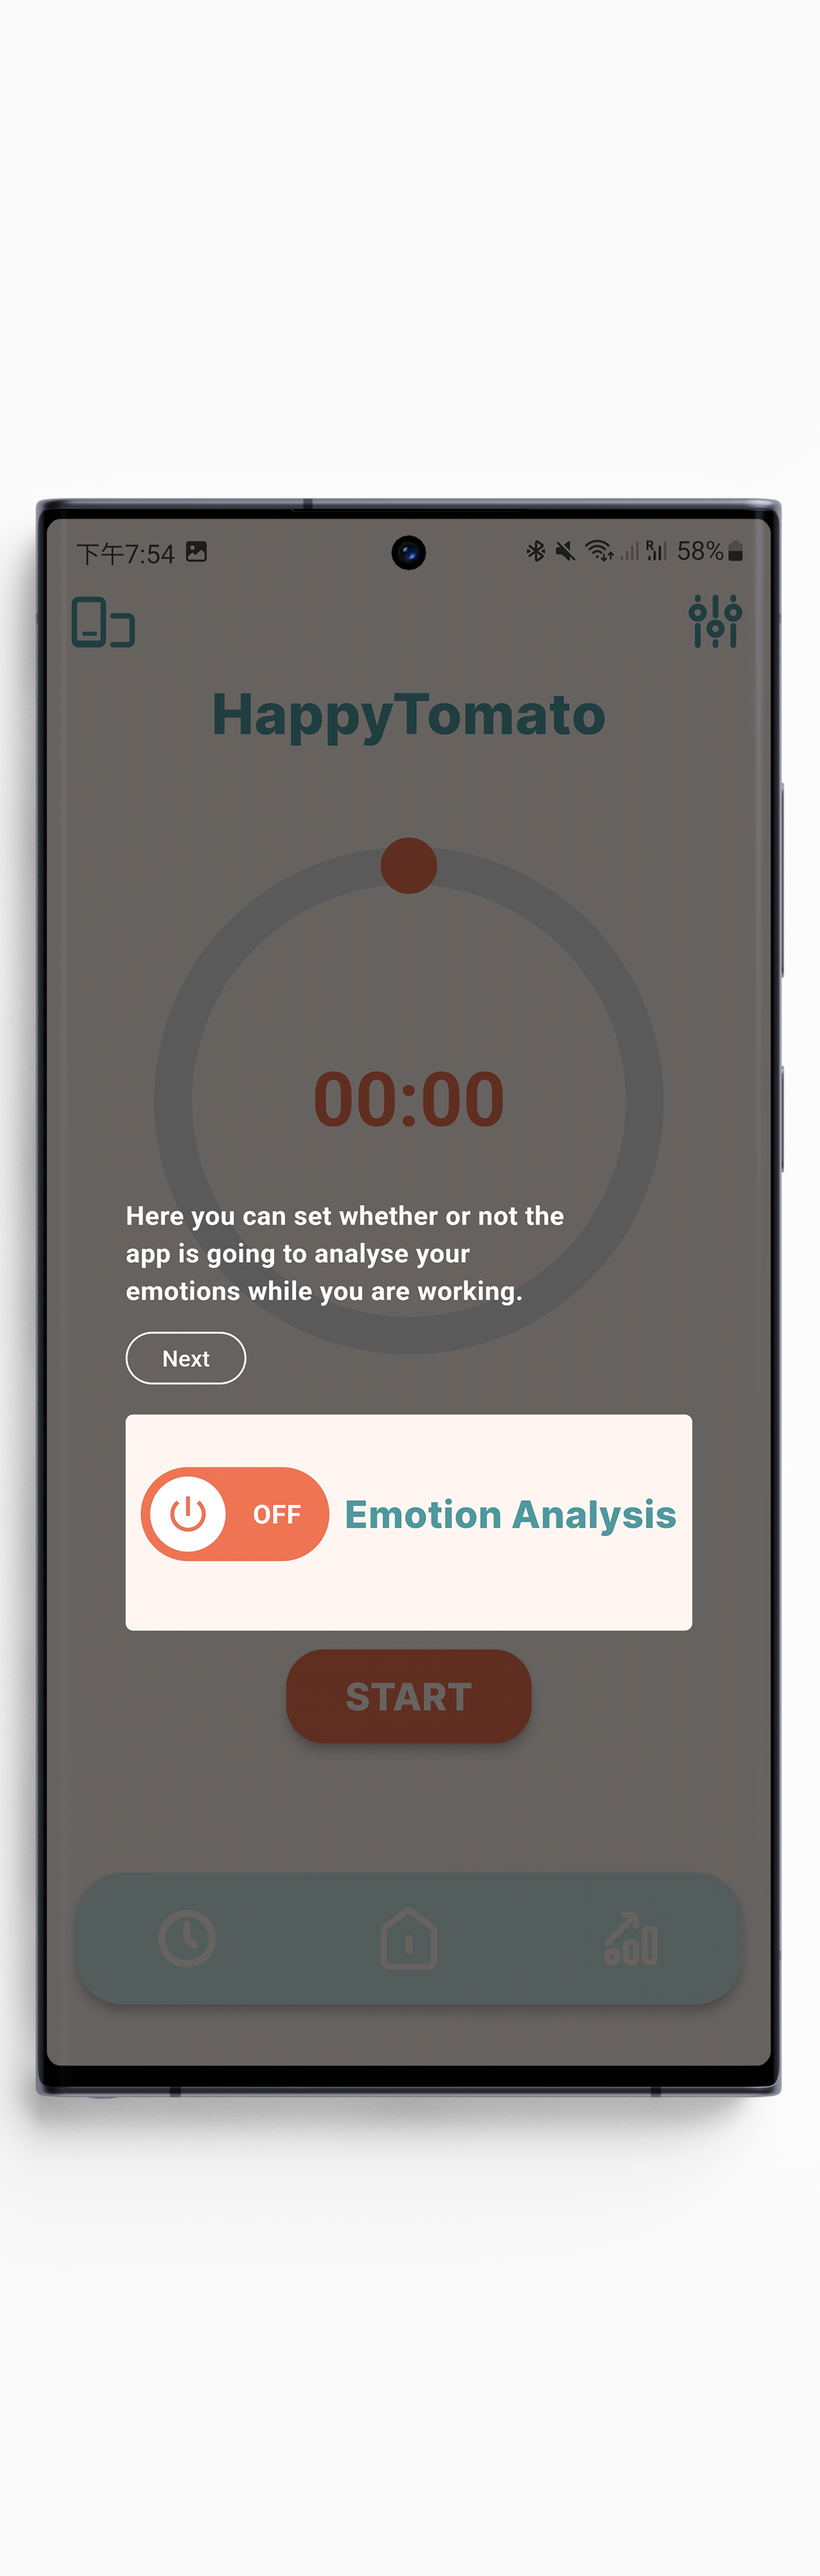 下午7:54
R
58%
HappyTomato
00:00
Here you can set whether or not the
app is going to analyse your
emotions while you are working.
Next
OFF Emotion Analysis
START